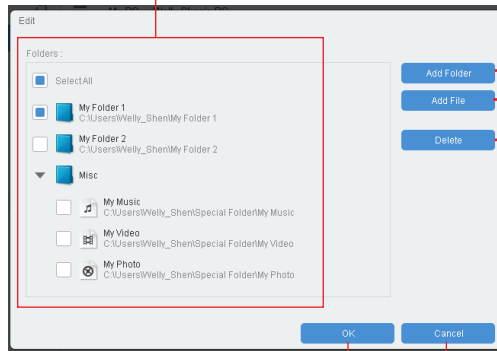 Edit
Folders :
SelectAll
Add Folder
My Folder 1
C:\Users\Welly_Shen\My Folder 1
Add File
My Folder 2
C:\Users\Welly_Shen\My Folder 2
Delete
Misc
My Music
C:\Users\Welly_Shen\Special Folder\My Music
My Video
C:\Users\Welly_Shen\Special Folder\My Video
My Photo
C:\Users\Welly_Shen\Special Folder\My Photo
OK
Cancel